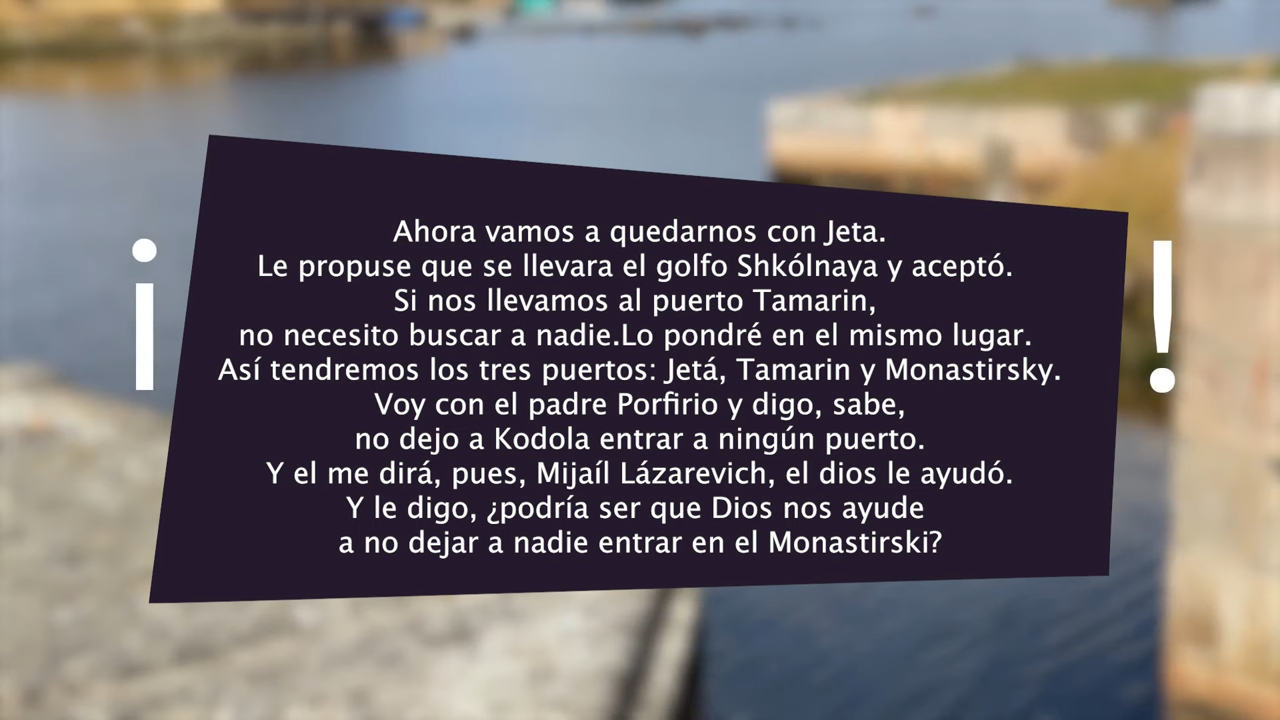 Ahora vamos a quedarnos con Jeta.
Le propuse que se llevara el golfo Shkólnaya y aceptó.
Si nos llevamos al puerto Tamarin,
no necesito buscar a nadie.Lo pondré en el mismo lugar.
Así tendremos los tres puertos: Jetá, Tamarin y Monastirsky.
Voy con el padre Porfirio y digo, sabe,
no dejo a Kodola entrar a ningún puerto.
Y el me dirá, pues, Mijaíl Lázarevich, el dios le ayudó.
Y le digo, ¿podría ser que Dios nos ayude
a no dejar a nadie entrar en el Monastirski?
¡ !